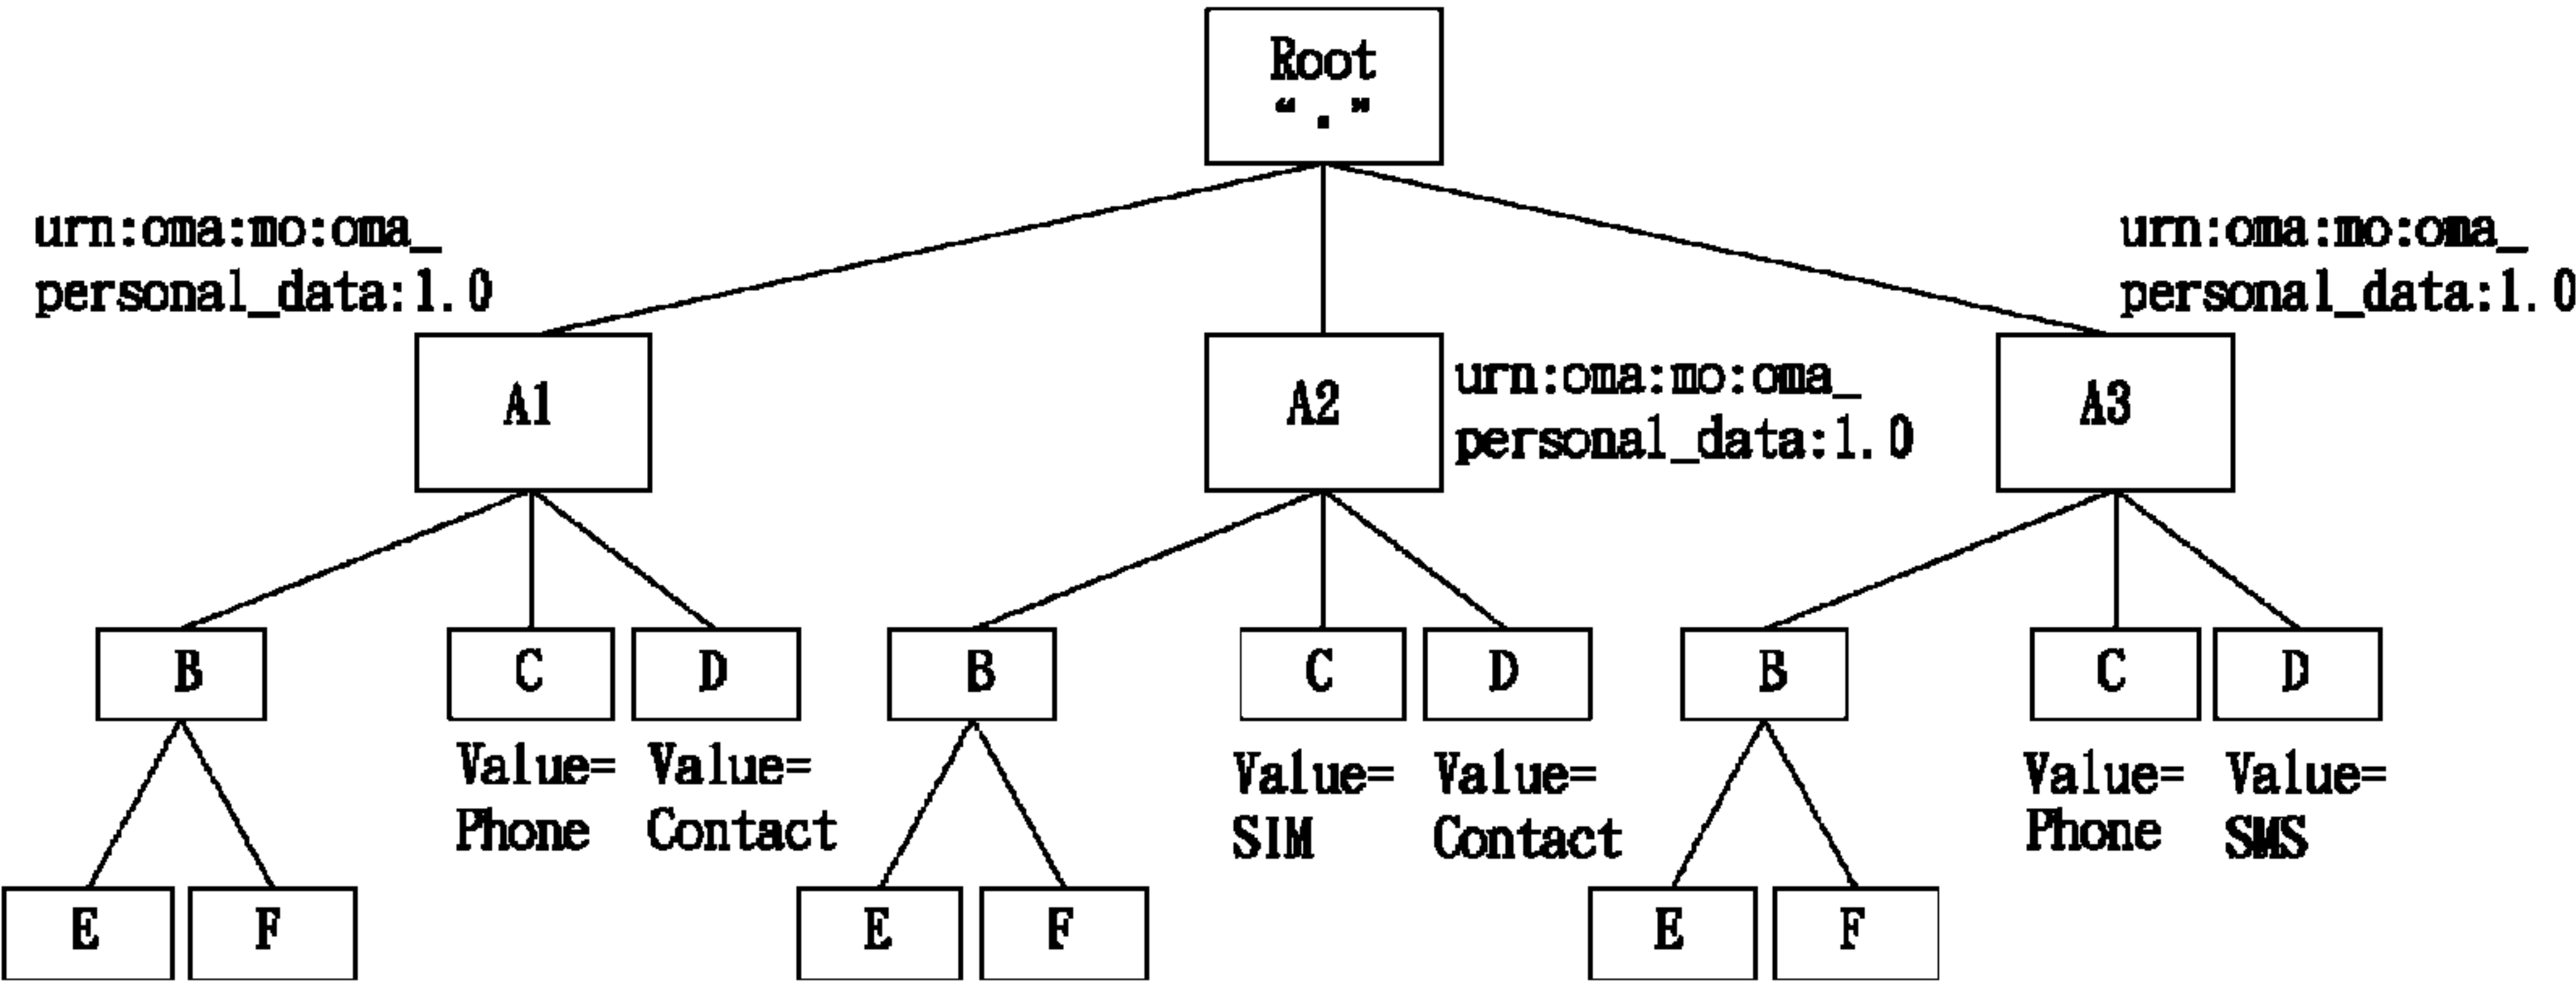 Root
“.”
urn:oma:mo:oma_
personal_data:1.0
urn:oma:mo:oma_
personal_data:1.0
A1
A2
urn:oma:mo:oma_
personal_data:1.0
A3
B
C
D
B
C
D
B
C
D
Value=
Phone
Value=
Contact
Value=
SIM
Value=
Contact
Value=
Phone
Value=
SMS
E
F
E
F
E
F